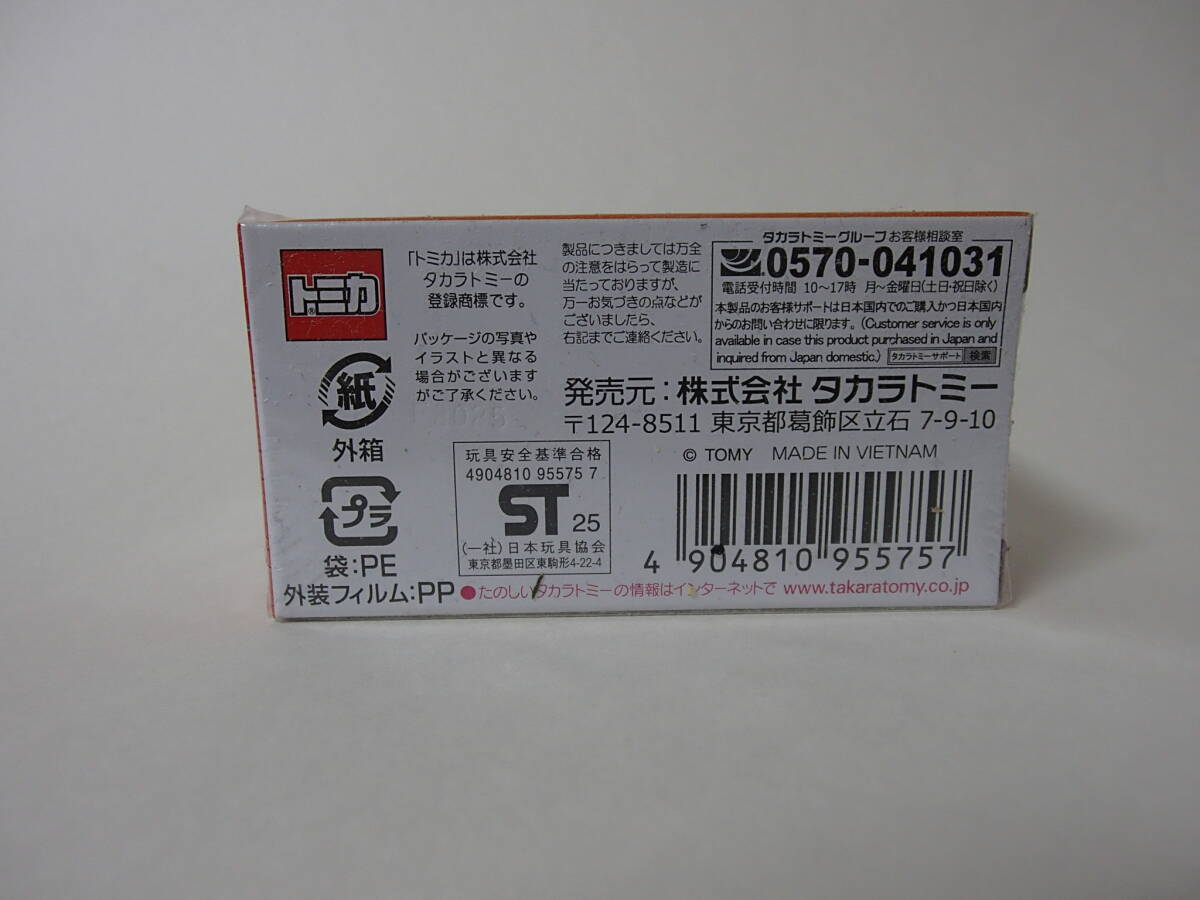 トミカ®
「トミカ」は株式会社
タカラトミーの
登録商標です。
パッケージの写真や
イラストと異なる
場合がございます
がご了承ください。
製品につきましては万全
の注意をはらって製造に
当たっておりますが、
万一お気づきの点などが
ございましたら、
右記までご連絡ください。
タカラトミーグループ お客様相談室
0570-041031
電話受付時間 10〜17時 月〜金曜日(土日・祝日除く)
本製品のお客様サポートは日本国内でのご購入かつ日本国内
からのお問い合わせに限ります。(Customer service is only
available in case this product purchased in Japan and
inquired from Japan domestic.) タカラトミーサポート 検索
発売元:株式会社 タカラトミー
〒124-8511 東京都葛飾区立石 7-9-10
© TOMY MADE IN VIETNAM
紙
外箱
プラ
袋:PE
外装フィルム:PP
玩具安全基準合格
4904810 95575 7
ST 25
(一社)日本玩具協会
東京都墨田区東駒形4-22-4
4 904810 955757
●たのしいタカラトミーの情報はインターネットで www.takaratomy.co.jp